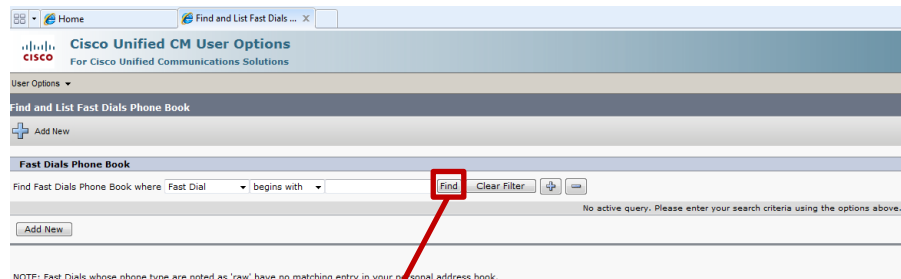 Home Find and List Fast Dials ... X
Cisco Unified CM User Options
CISCO For Cisco Unified Communications Solutions
User Options
Find and List Fast Dials Phone Book
Add New
Fast Dials Phone Book
Find Fast Dials Phone Book where Fast Dial begins with Find Clear Filter
No active query. Please enter your search criteria using the options above.
Add New
NOTE: Fast Dials whose phone type are noted as 'raw' have no matching entry in your personal address book.